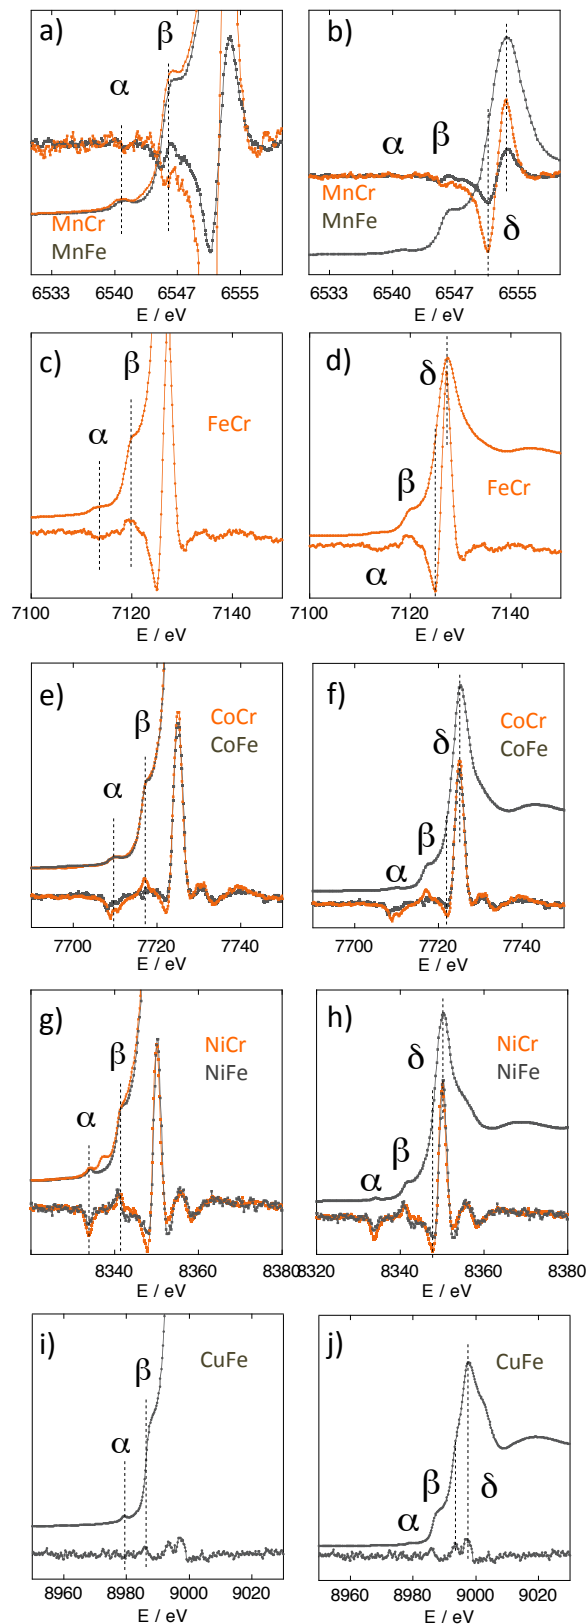 a) b)
β
α α β
MnCr MnCr
MnFe MnFe δ
6533 6540 6547 6555 6533 6540 6547 6555
E / eV E / eV
c) d)
β δ
α FeCr
β FeCr
α
7100 7120 7140 7100 7120 7140
E / eV E / eV
e) f)
β CoCr δ CoCr
CoFe CoFe
α β
α
7700 7720 7740 7700 7720 7740
E / eV E / eV
g) h)
β NiCr δ NiCr
NiFe NiFe
α β
α
8340 8360 8380 8320 8340 8360 8380
E / eV E / eV
i) j)
CuFe CuFe
β
α β δ
α
8960 8980 9000 9020 8960 8980 9000 9020
E / eV E / eV